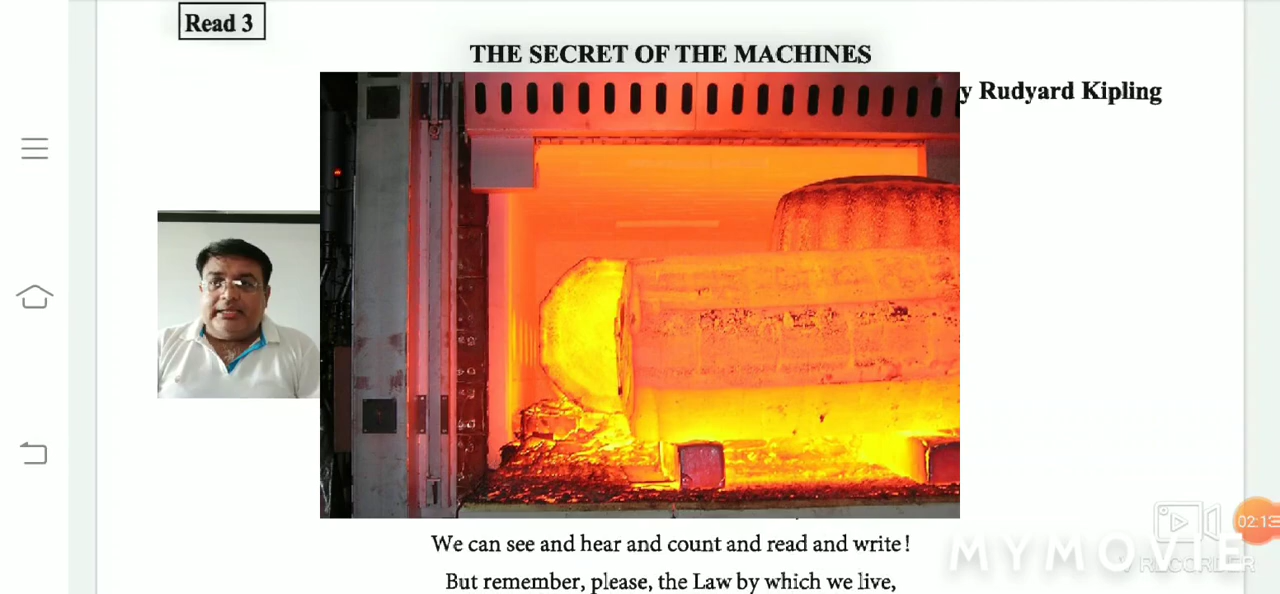 Read 3
THE SECRET OF THE MACHINES
y Rudyard Kipling
We can see and hear and count and read and write!
But remember, please, the Law by which we live,
MYMOVIE
V RECORDER
02:13